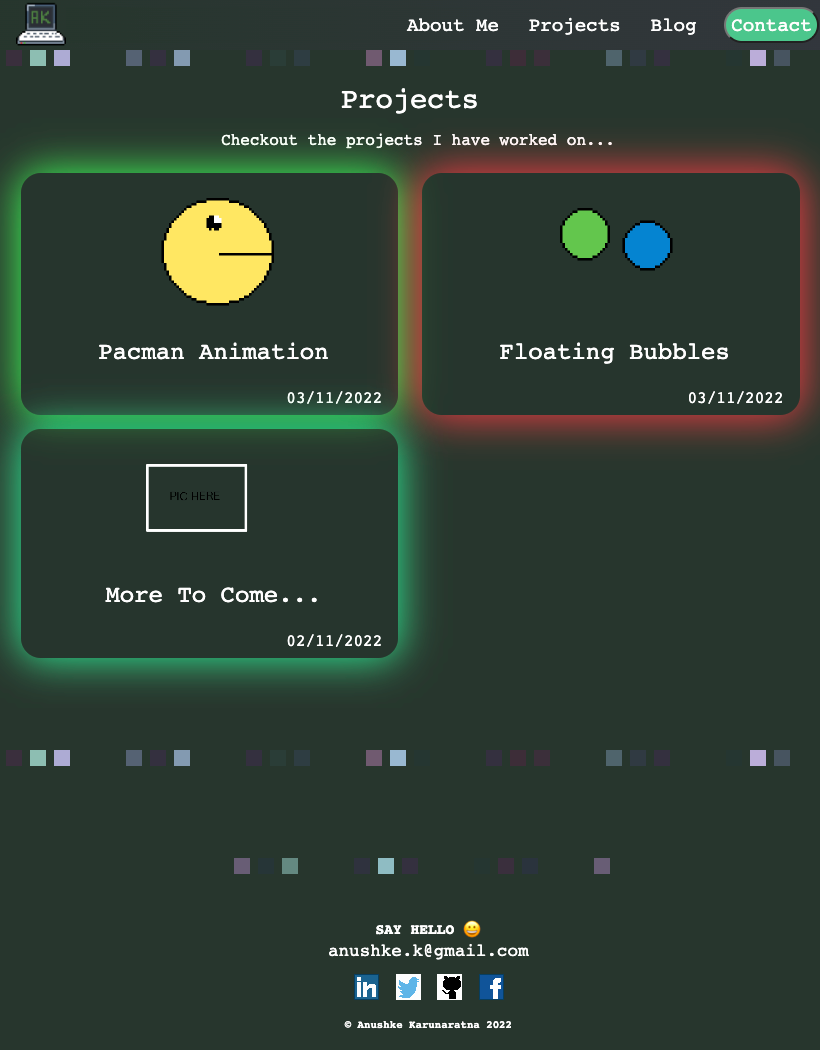 AK
About Me Projects Blog Contact
Projects
Checkout the projects I have worked on...
Pacman Animation
03/11/2022
Floating Bubbles
03/11/2022
PIC HERE
More To Come...
02/11/2022
SAY HELLO 😀
anushke.k@gmail.com
in f
© Anushke Karunaratna 2022